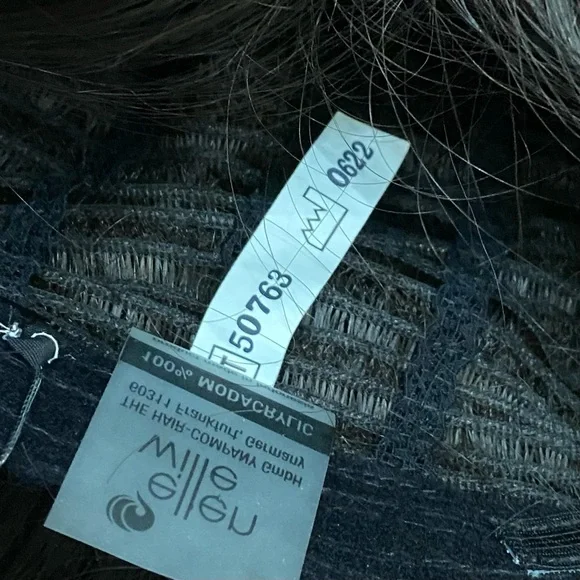 0622
T 50763
100% MODACRYLIC
60311 Frankfurt, Germany
THE HAIR-COMPANY GmbH
ellen
wille